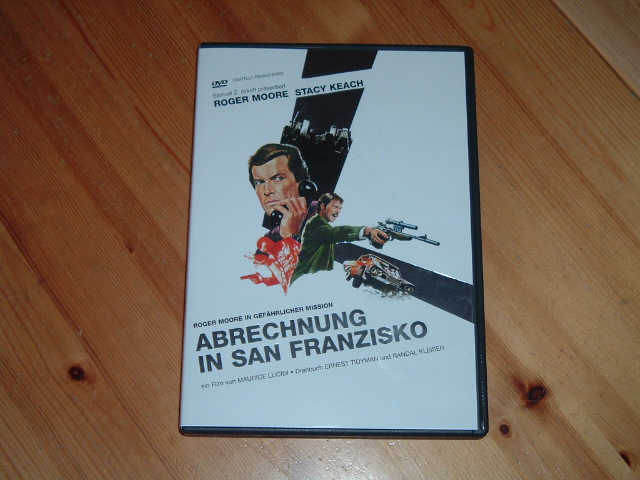 DVD DIGITALLY REMASTERED
Samuel Z. Arkoff präsentiert
ROGER MOORE STACY KEACH
ROGER MOORE IN GEFÄHRLICHER MISSION
ABRECHNUNG
IN SAN FRANZISKO
ein Film von MAURICE LUCIDI • Drehbuch ERNEST TIDYMAN und RANDAL KLEISER